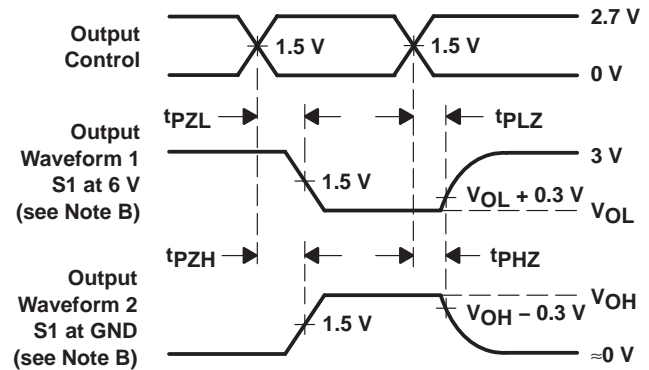 2.7 V
Output
Control
1.5 V
1.5 V
0 V
tPZL
tPLZ
Output
Waveform 1
S1 at 6 V
(see Note B)
3 V
1.5 V
VOL + 0.3 V
VOL
tPZH
tPHZ
Output
Waveform 2
S1 at GND
(see Note B)
VOH
VOH − 0.3 V
1.5 V
≈0 V